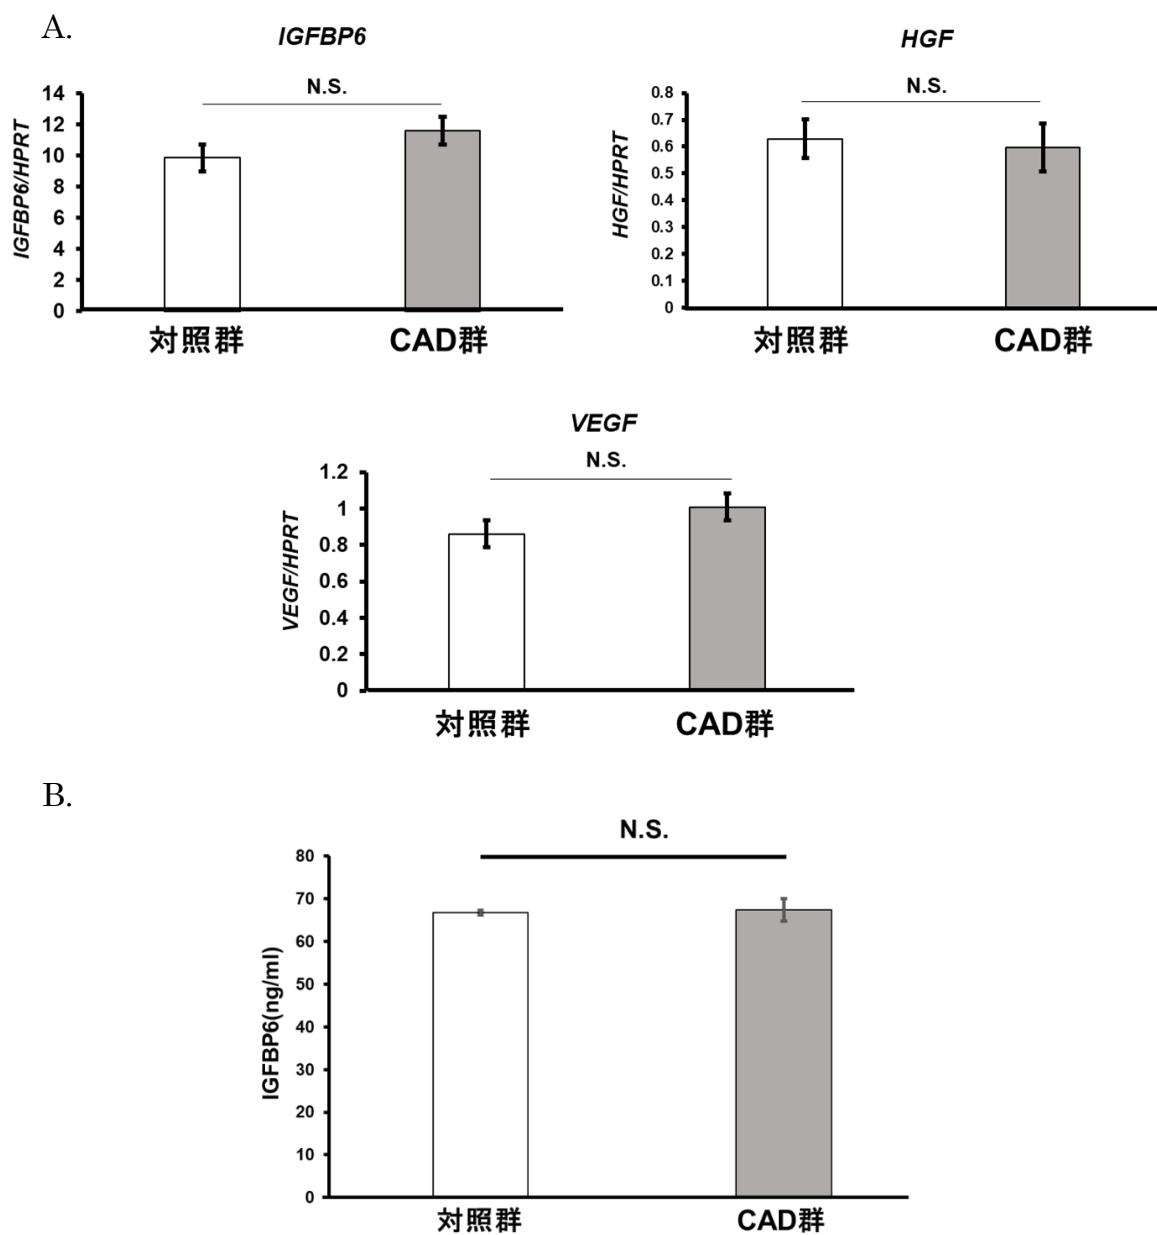 A.
IGFBP6
N.S.
IGFBP6/HPRT
14
12
10
8
6
4
2
0
対照群
CAD群
HGF
N.S.
HGF/HPRT
0.8
0.7
0.6
0.5
0.4
0.3
0.2
0.1
0
対照群
CAD群
VEGF
N.S.
VEGF/HPRT
1.2
1
0.8
0.6
0.4
0.2
0
対照群
CAD群
B.
N.S.
IGFBP6(ng/ml)
80
70
60
50
40
30
20
10
0
対照群
CAD群